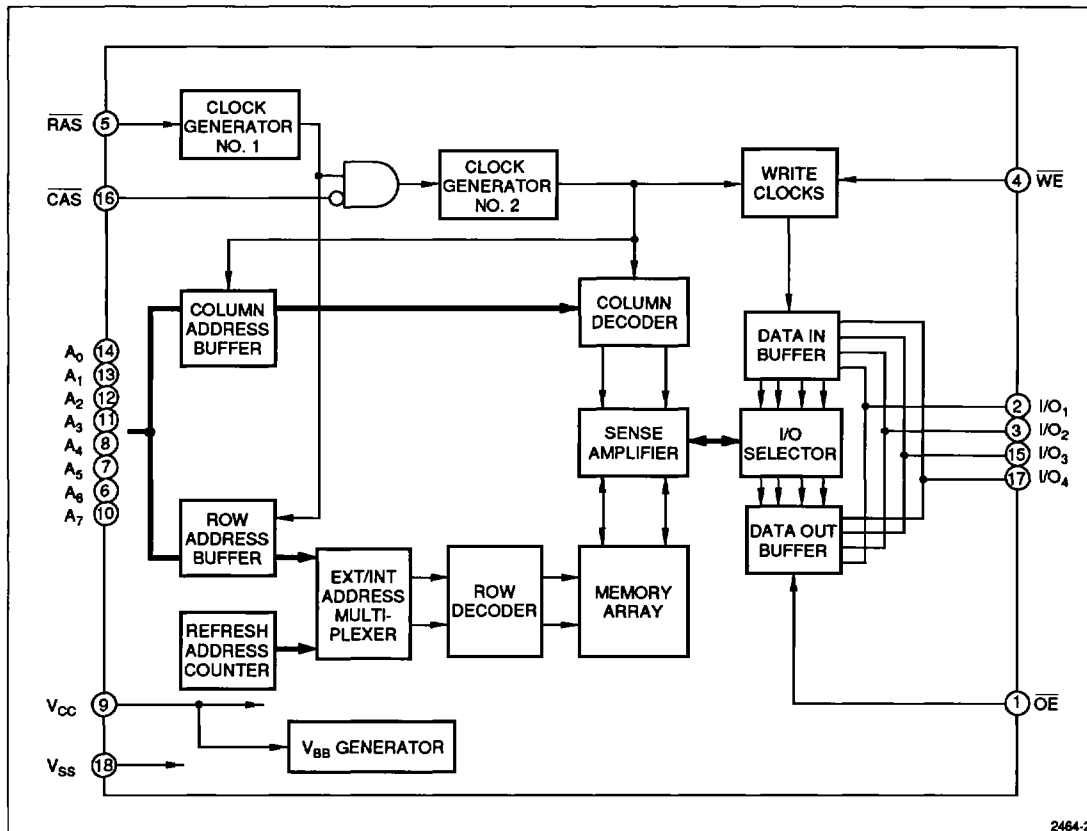 RAS
5
CLOCK
GENERATOR
NO. 1
CAS
16
CLOCK
GENERATOR
NO. 2
WRITE
CLOCKS
4
WE
COLUMN
ADDRESS
BUFFER
COLUMN
DECODER
DATA IN
BUFFER
A0 14
A1 13
A2 12
A3 11
A4 8
A5 7
A6 6
A7 10
SENSE
AMPLIFIER
I/O
SELECTOR
2 I/O1
3 I/O2
15 I/O3
17 I/O4
ROW
ADDRESS
BUFFER
EXT/INT
ADDRESS
MULTI-
PLEXER
ROW
DECODER
MEMORY
ARRAY
DATA OUT
BUFFER
REFRESH
ADDRESS
COUNTER
VCC 9
VBB GENERATOR
VSS 18
1 OE
2464-2